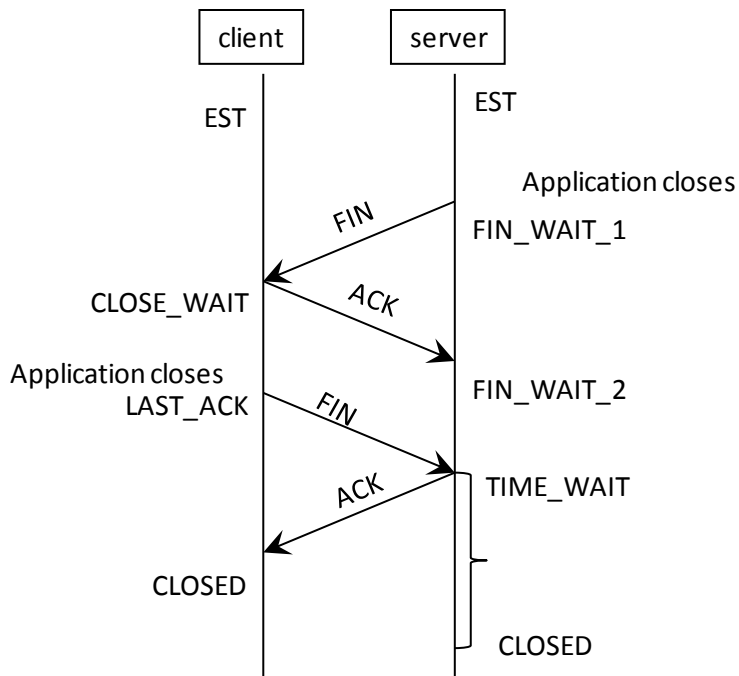 client
server
EST
EST
Application closes
FIN
FIN_WAIT_1
CLOSE_WAIT
ACK
Application closes
FIN_WAIT_2
LAST_ACK
FIN
ACK
TIME_WAIT
CLOSED
CLOSED